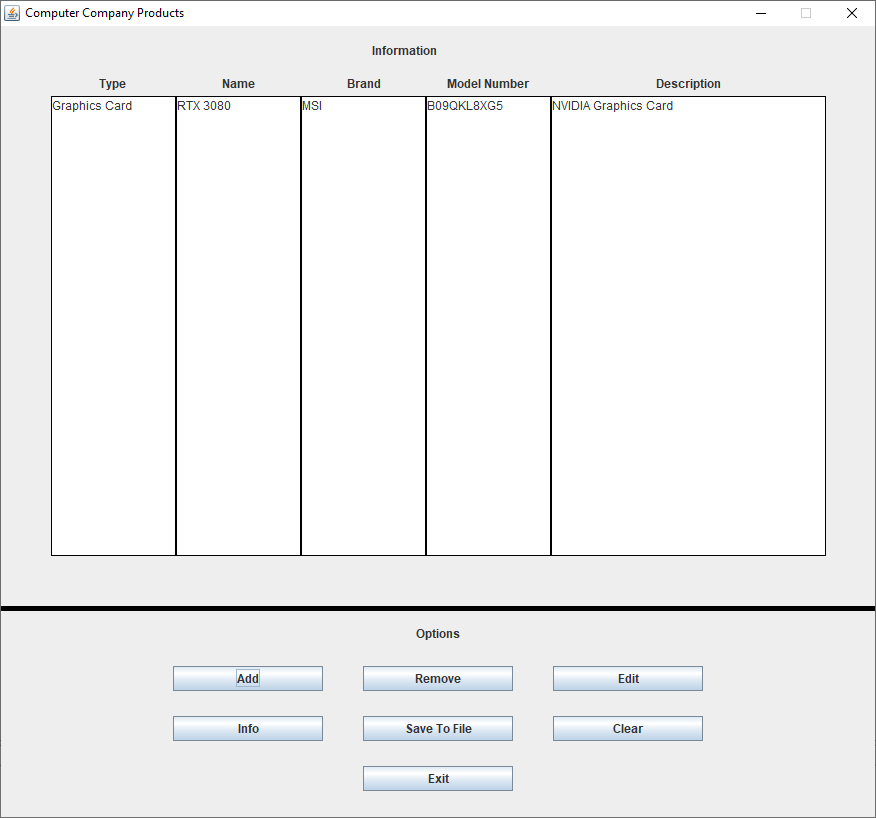 Computer Company Products
Information
Type Name Brand Model Number Description
Graphics Card RTX 3080 MSI B09QKL8XG5 NVIDIA Graphics Card
Options
Add Remove Edit
Info Save To File Clear
Exit